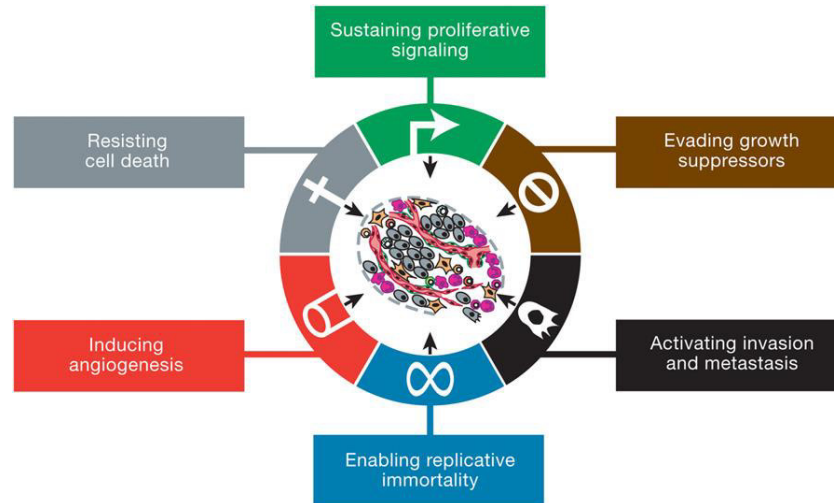 Sustaining proliferative
signaling
Resisting
cell death
Evading growth
suppressors
Inducing
angiogenesis
Activating invasion
and metastasis
Enabling replicative
immortality